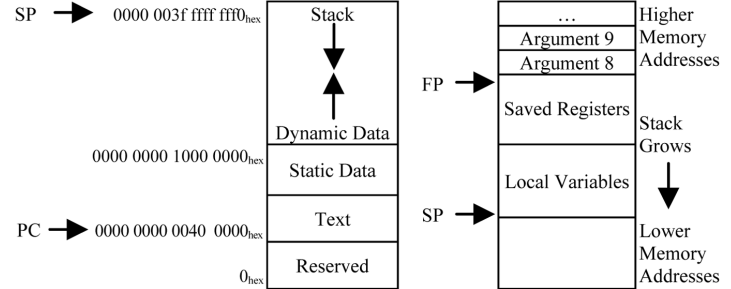 SP 0000 003f ffff fff0hex
Stack
Dynamic Data
0000 0000 1000 0000hex
Static Data
PC 0000 0000 0040 0000hex
Text
Reserved
0hex
…
Argument 9
Argument 8
FP
Saved Registers
Local Variables
SP
Higher
Memory
Addresses
Stack
Grows
Lower
Memory
Addresses